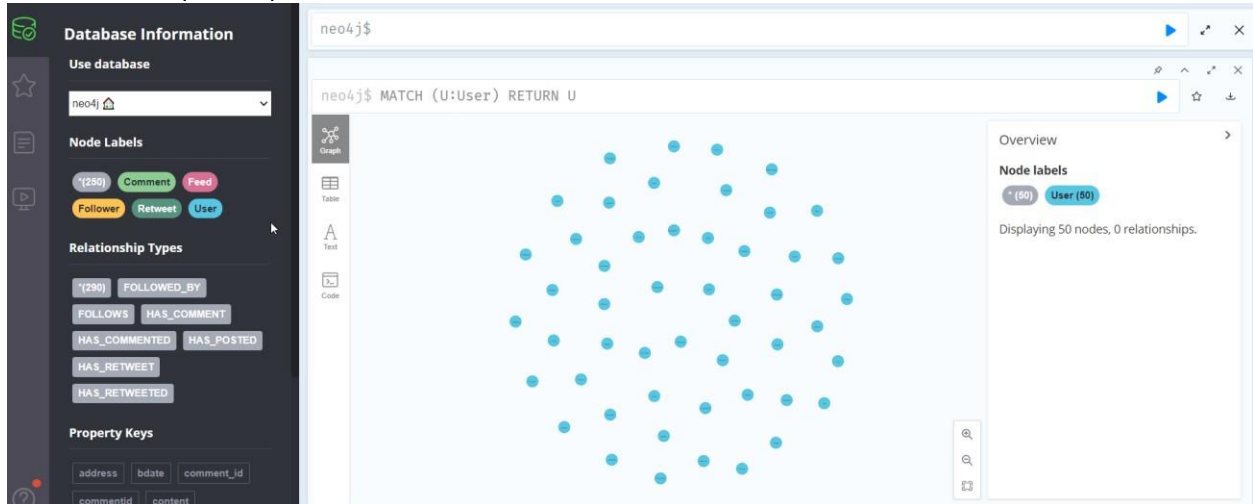 Database Information
Use database
neo4j
Node Labels
*(250) Comment Feed
Follower Retweet User
Relationship Types
*(290) FOLLOWED_BY
FOLLOWS HAS_COMMENT
HAS_COMMENTED HAS_POSTED
HAS_RETWEET
HAS_RETWEETED
Property Keys
address bdate comment_id
commentid content
neo4j$
neo4j$ MATCH (U:User) RETURN U
Graph
Table
Text
Code
Overview
Node labels
* (50) User (50)
Displaying 50 nodes, 0 relationships.